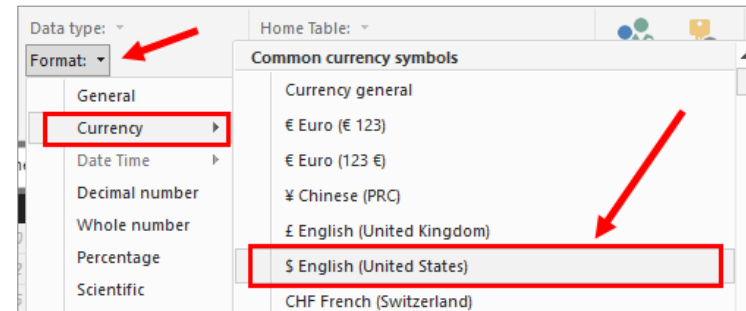 Data type:
Home Table:
Format:
General
Currency
Date Time
Decimal number
Whole number
Percentage
Scientific
Common currency symbols
Currency general
€ Euro (€ 123)
€ Euro (123 €)
¥ Chinese (PRC)
£ English (United Kingdom)
$ English (United States)
CHF French (Switzerland)